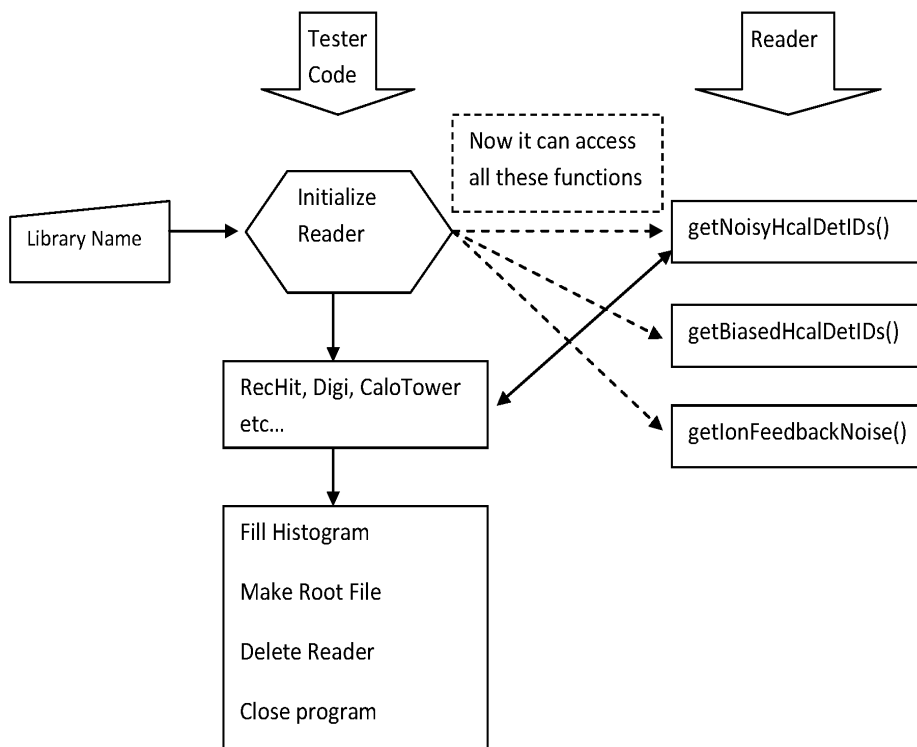 Tester
Code
Reader
Now it can access
all these functions
Library Name
Initialize
Reader
getNoisyHcalDetIDs()
getBiasedHcalDetIDs()
RecHit, Digi, CaloTower
etc...
getIonFeedbackNoise()
Fill Histogram
Make Root File
Delete Reader
Close program